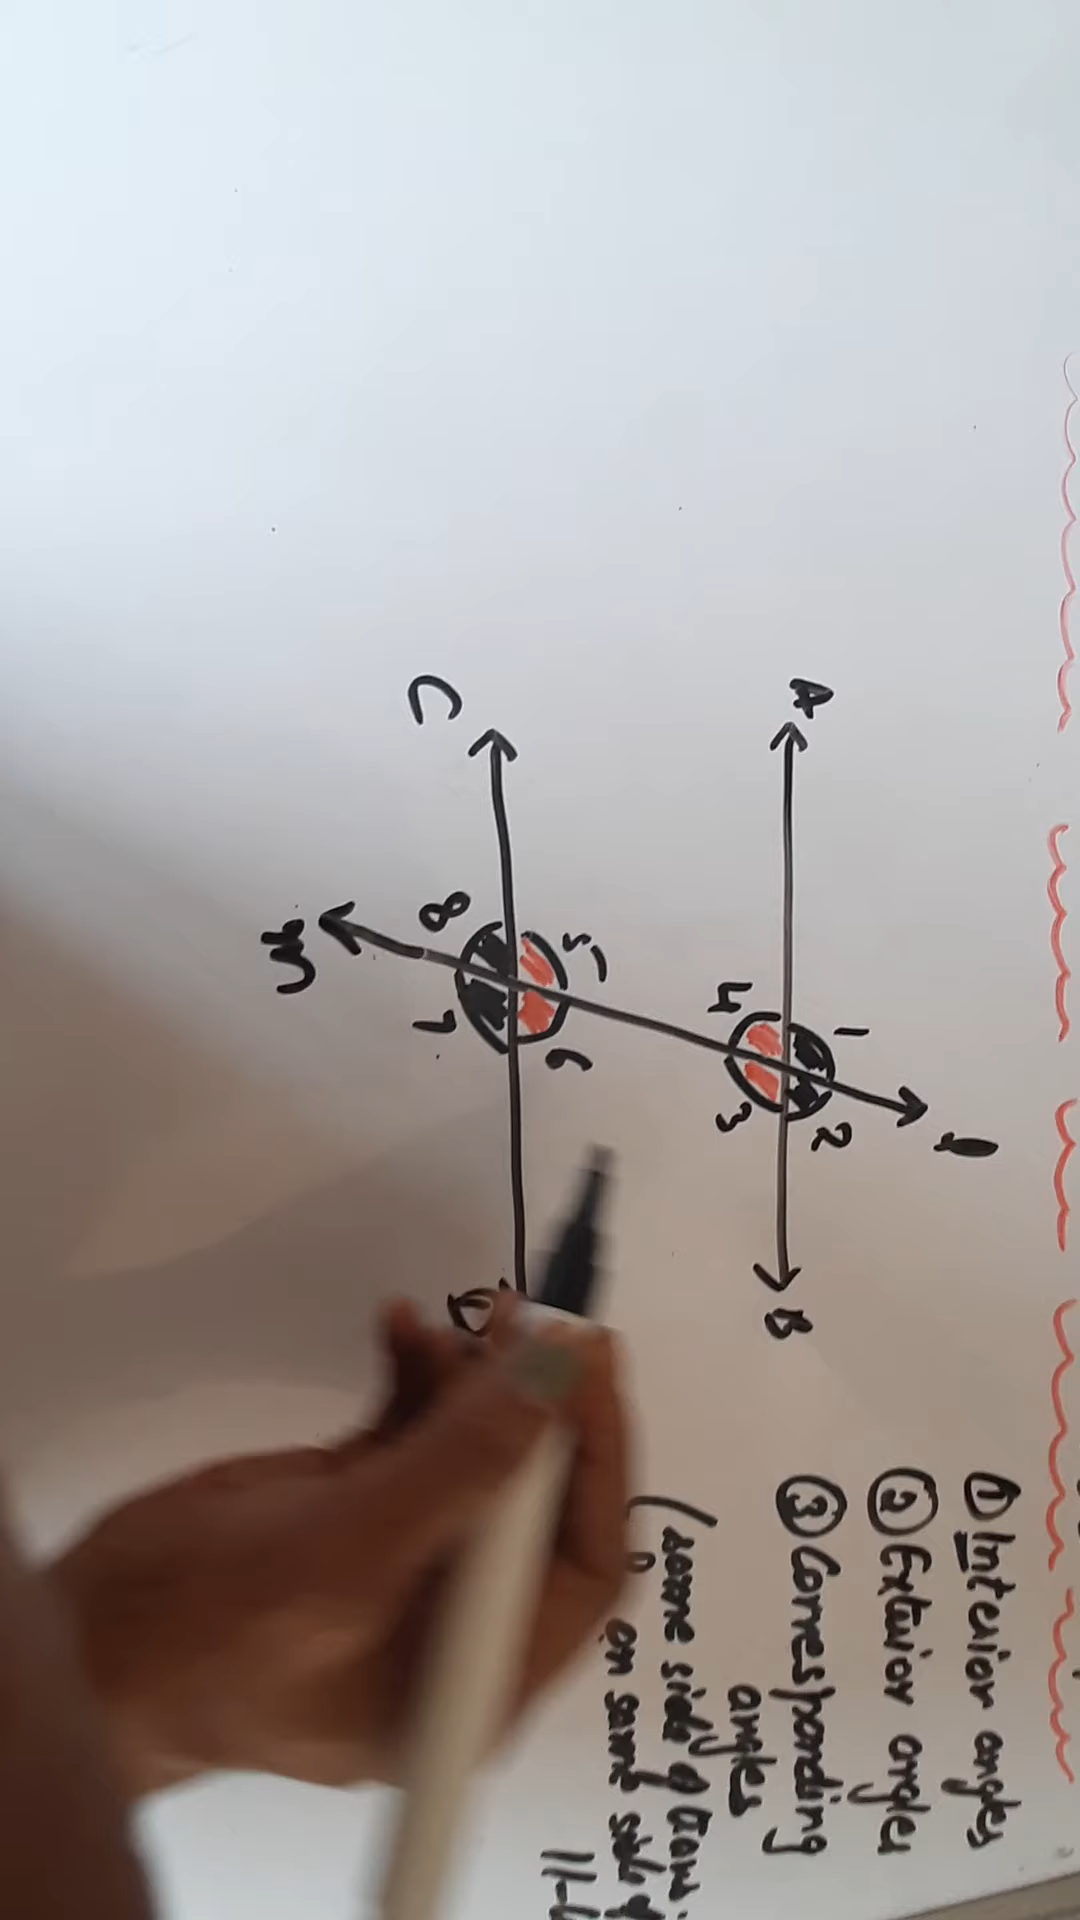 ① Interior angles
② Exterior angles
③ Corresponding
angles
(same side of
on same side of
A
B
1
2
4
3
l
C
D
5
6
8
7
m